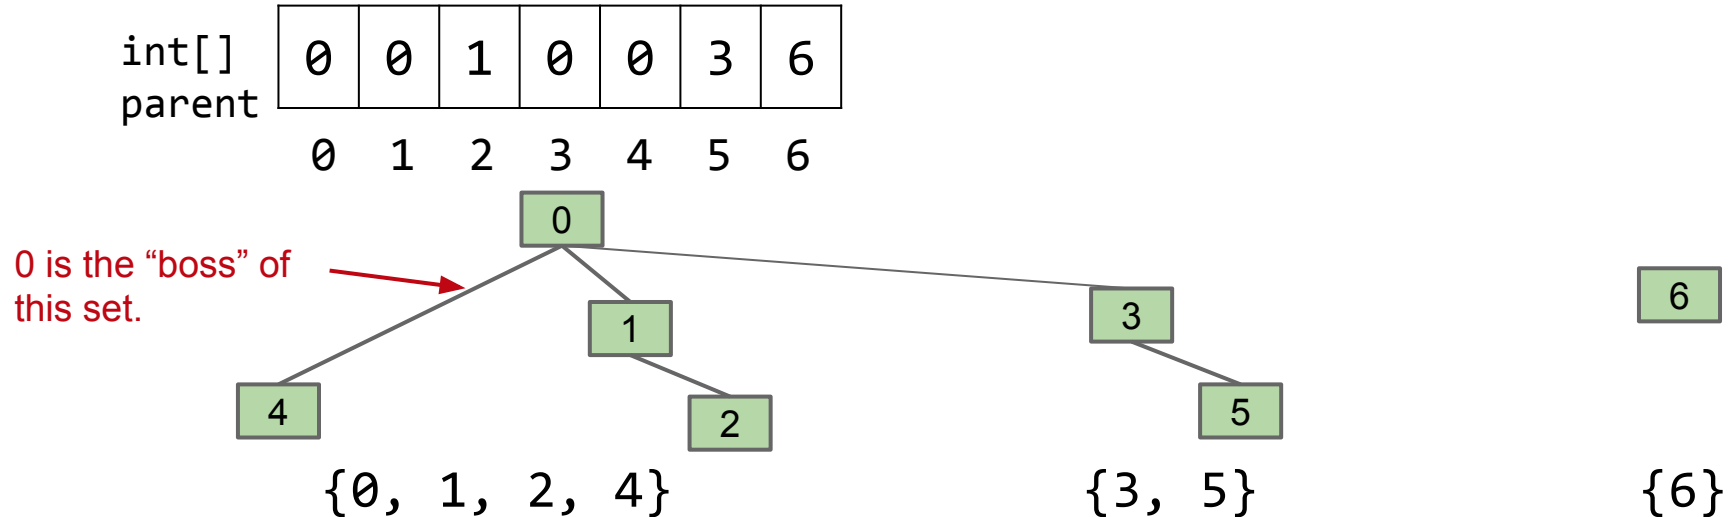 int[] 0 0 1 0 0 3 6
parent
0 1 2 3 4 5 6
0
0 is the “boss” of
this set.
1
3
6
4
2
5
{0, 1, 2, 4} {3, 5} {6}